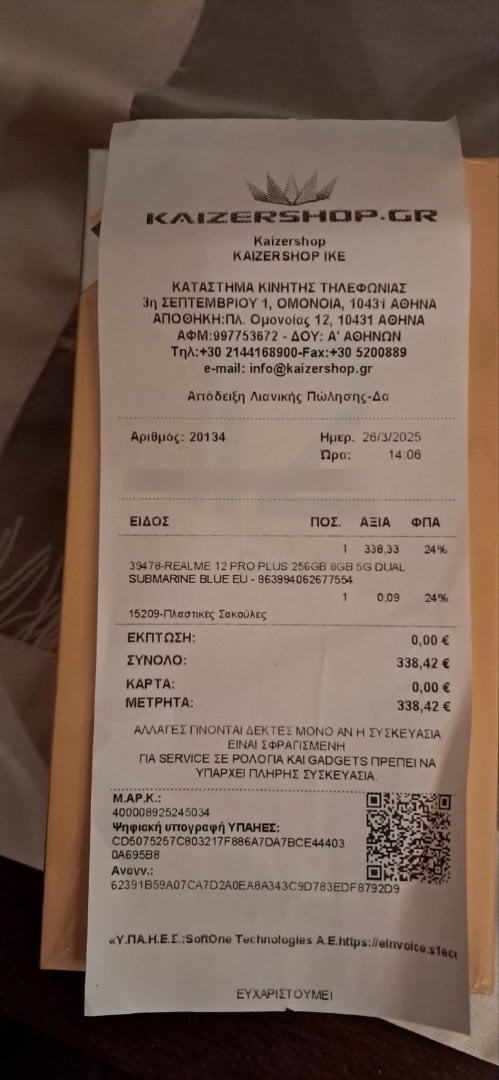 KAIZERSHOP.GR
Kaizershop
KAIZERSHOP IKE
ΚΑΤΑΣΤΗΜΑ ΚΙΝΗΤΗΣ ΤΗΛΕΦΩΝΙΑΣ
3η ΣΕΠΤΕΜΒΡΙΟΥ 1, ΟΜΟΝΟΙΑ, 10431 ΑΘΗΝΑ
ΑΠΟΘΗΚΗ:Πλ. Ομονοίας 12, 10431 ΑΘΗΝΑ
ΑΦΜ:997753672 - ΔΟΥ: Α' ΑΘΗΝΩΝ
Τηλ:+30 2144168900-Fax:+30 5200889
e-mail: info@kaizershop.gr
Απόδειξη Λιανικής Πώλησης-Δα
Αριθμός: 20134 Ημερ. 26/3/2025
Ώρα: 14:06
ΕΙΔΟΣ ΠΟΣ. ΑΞΙΑ ΦΠΑ
1 338,33 24%
39478-REALME 12 PRO PLUS 256GB 8GB 5G DUAL
SUBMARINE BLUE EU - 863994062677554
1 0,09 24%
15209-Πλαστικές Σακούλες
ΕΚΠΤΩΣΗ: 0,00 €
ΣΥΝΟΛΟ: 338,42 €
ΚΑΡΤΑ: 0,00 €
ΜΕΤΡΗΤΑ: 338,42 €
ΑΛΛΑΓΕΣ ΓΙΝΟΝΤΑΙ ΔΕΚΤΕΣ ΜΟΝΟ ΑΝ Η ΣΥΣΚΕΥΑΣΙΑ
ΕΙΝΑΙ ΣΦΡΑΓΙΣΜΕΝΗ
ΓΙΑ SERVICE ΣΕ ΡΟΛΟΓΙΑ ΚΑΙ GADGETS ΠΡΕΠΕΙ ΝΑ
ΥΠΑΡΧΕΙ ΠΛΗΡΗΣ ΣΥΣΚΕΥΑΣΙΑ.
Μ.ΑΡ.Κ.:
400008925245034
Ψηφιακή υπογραφή ΥΠΑΗΕΣ:
CD5075257C803217F886A7DA7BCE44403
0A695B8
Αναγν.:
62391B59A07CA7D2A0EA8A343C9D783EDF8792D9
«Υ.ΠΑ.Η.Ε.Σ.:SoftOne Technologies A.E.https://einvoice.s1ecc
ΕΥΧΑΡΙΣΤΟΥΜΕ!